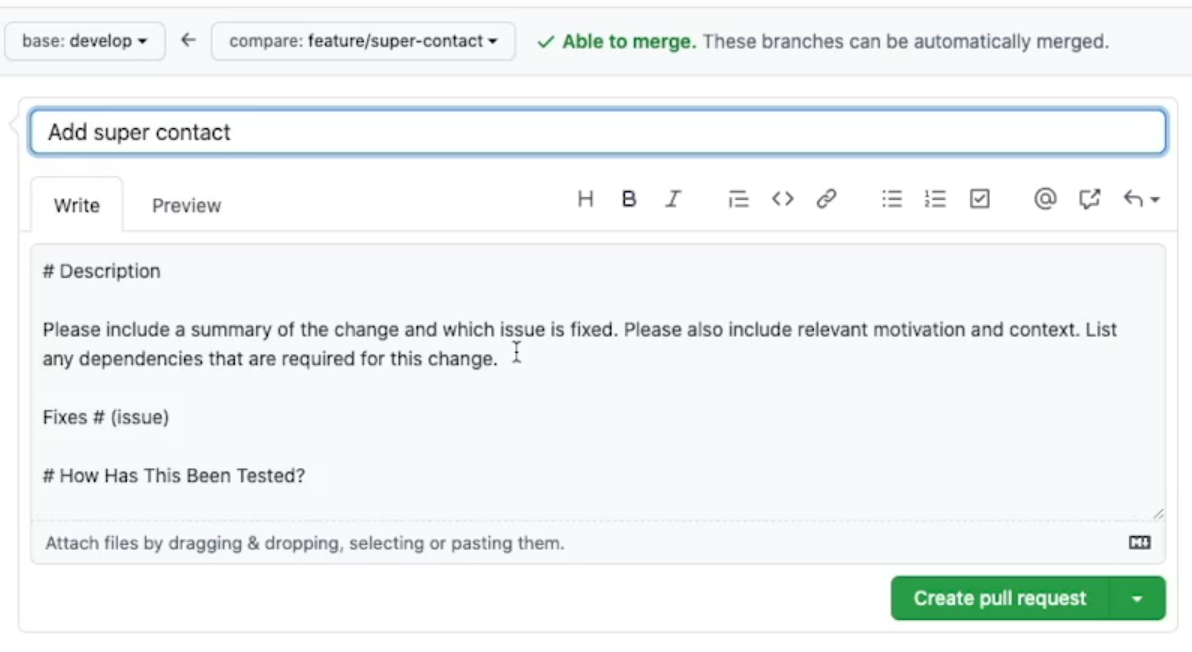 base: develop compare: feature/super-contact Able to merge. These branches can be automatically merged.
Add super contact
Write Preview H B I @
# Description
Please include a summary of the change and which issue is fixed. Please also include relevant motivation and context. List
any dependencies that are required for this change.
Fixes # (issue)
# How Has This Been Tested?
Attach files by dragging & dropping, selecting or pasting them.
Create pull request